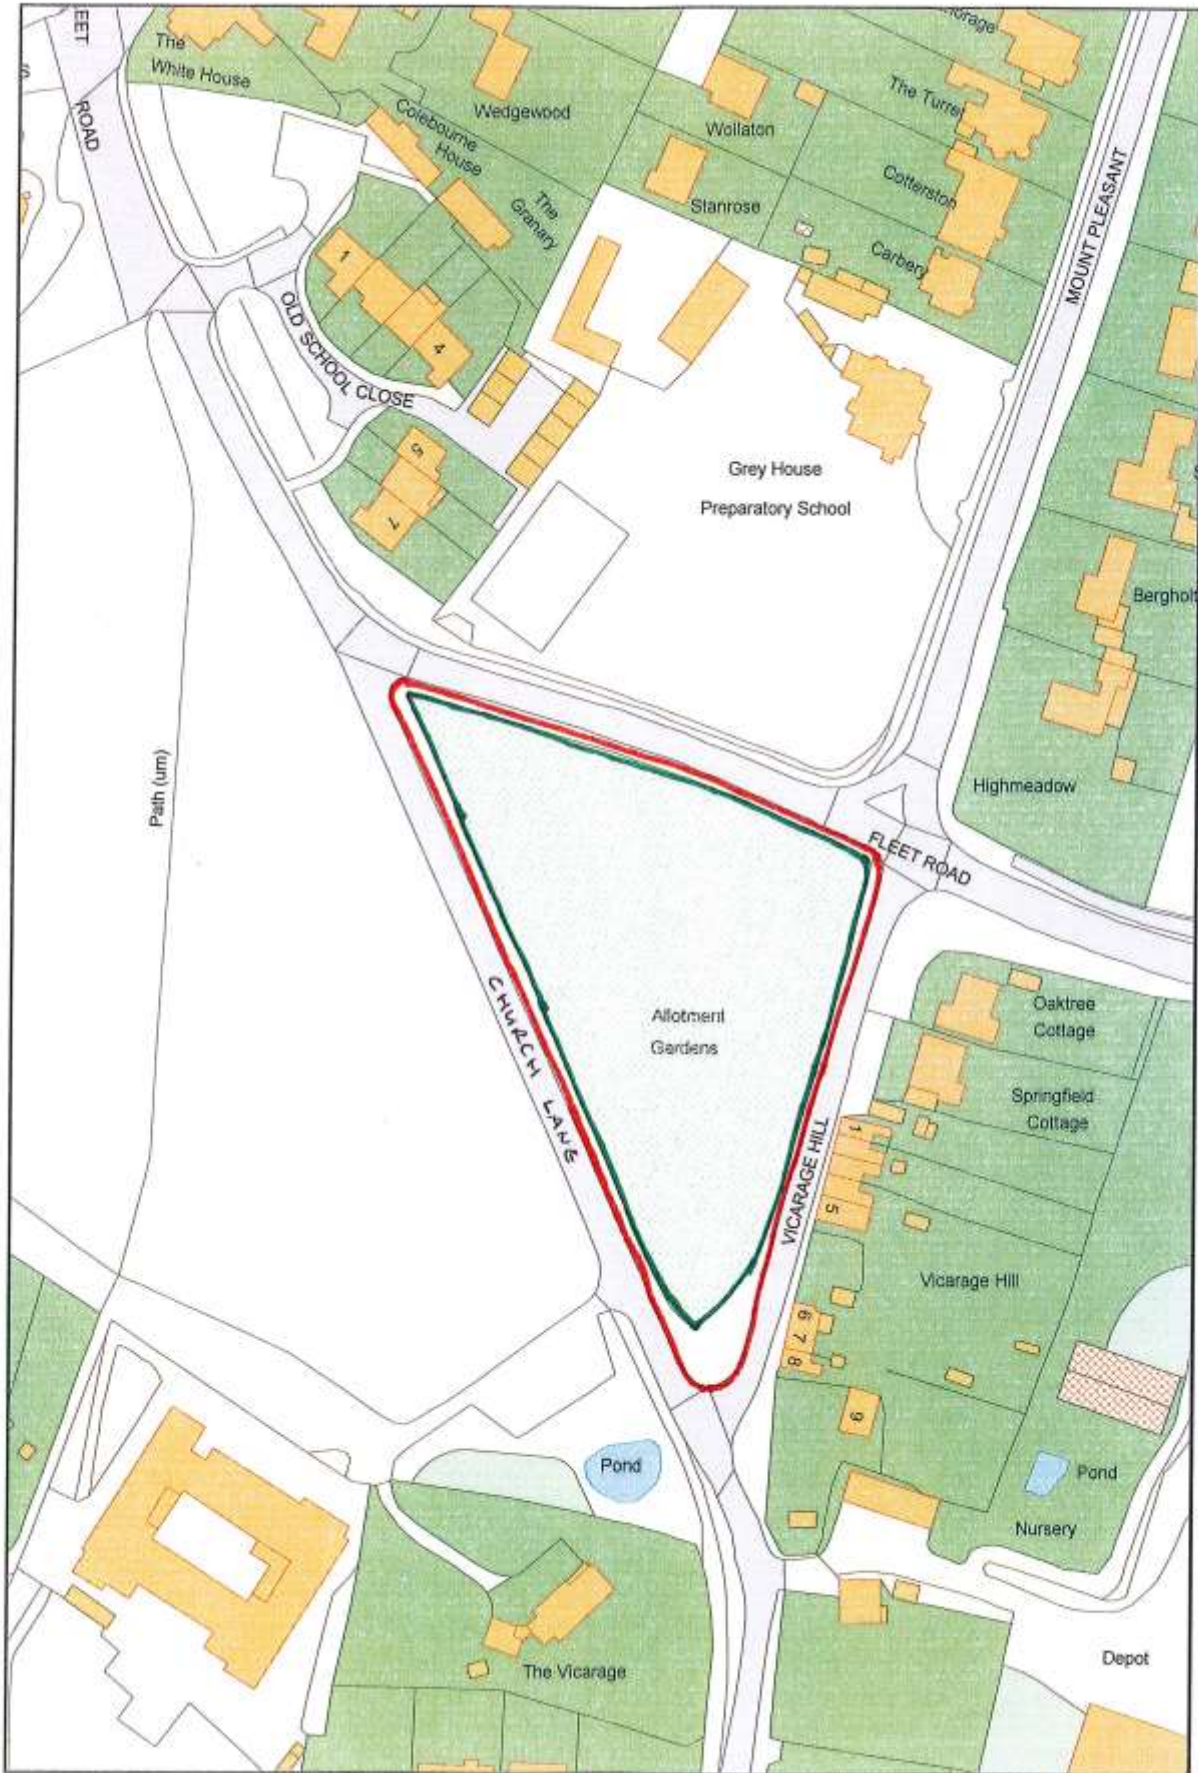 EET
ROAD
The
White House
Wedgewood
Colebourne
House
The
Granary
Wollaton
Stanrose
The Turret
Cotterston
Carbery
MOUNT PLEASANT
1
4
OLD SCHOOL CLOSE
5
7
Grey House
Preparatory School
Bergholt
Highmeadow
Path (um)
FLEET ROAD
CHURCH LANE
Allotment
Gardens
VICARAGE HILL
Oaktree
Cottage
Springfield
Cottage
1
5
Vicarage Hill
6
7
8
9
Pond
Pond
Nursery
The Vicarage
Depot